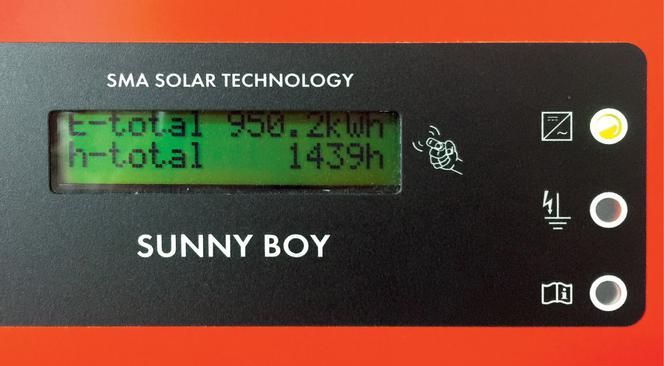 SMA SOLAR TECHNOLOGY
E-total 950.2kWh
h-total 1439h
SUNNY BOY